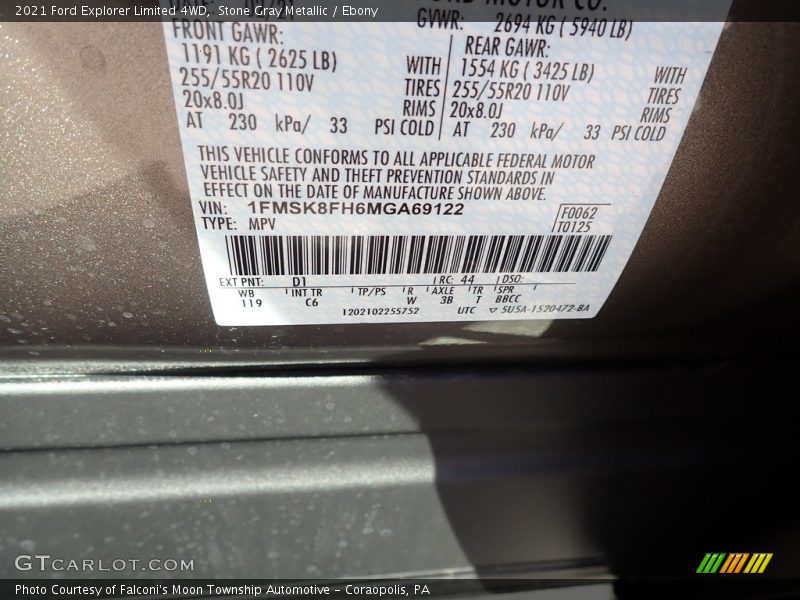 2021 Ford Explorer Limited 4WD, Stone Gray Metallic / Ebony
GVWR: 2694 KG ( 5940 LB)
FRONT GAWR: REAR GAWR:
1191 KG ( 2625 LB) WITH 1554 KG ( 3425 LB) WITH
255/55R20 110V TIRES 255/55R20 110V TIRES
20x8.0J RIMS 20x8.0J RIMS
AT 230 kPa/ 33 PSI COLD AT 230 kPa/ 33 PSI COLD
THIS VEHICLE CONFORMS TO ALL APPLICABLE FEDERAL MOTOR
VEHICLE SAFETY AND THEFT PREVENTION STANDARDS IN
EFFECT ON THE DATE OF MANUFACTURE SHOWN ABOVE.
VIN: 1FMSK8FH6MGA69122 F0062
TYPE: MPV T0125
EXT PNT: D1 RC: 44 DSO:
WB INT TR TP/PS R AXLE TR SPR
119 C6 W 3B T BBCC
1202102255752 UTC ▽ 5U5A-1520472-BA
GTCARLOT.COM
Photo Courtesy of Falconi's Moon Township Automotive – Coraopolis, PA